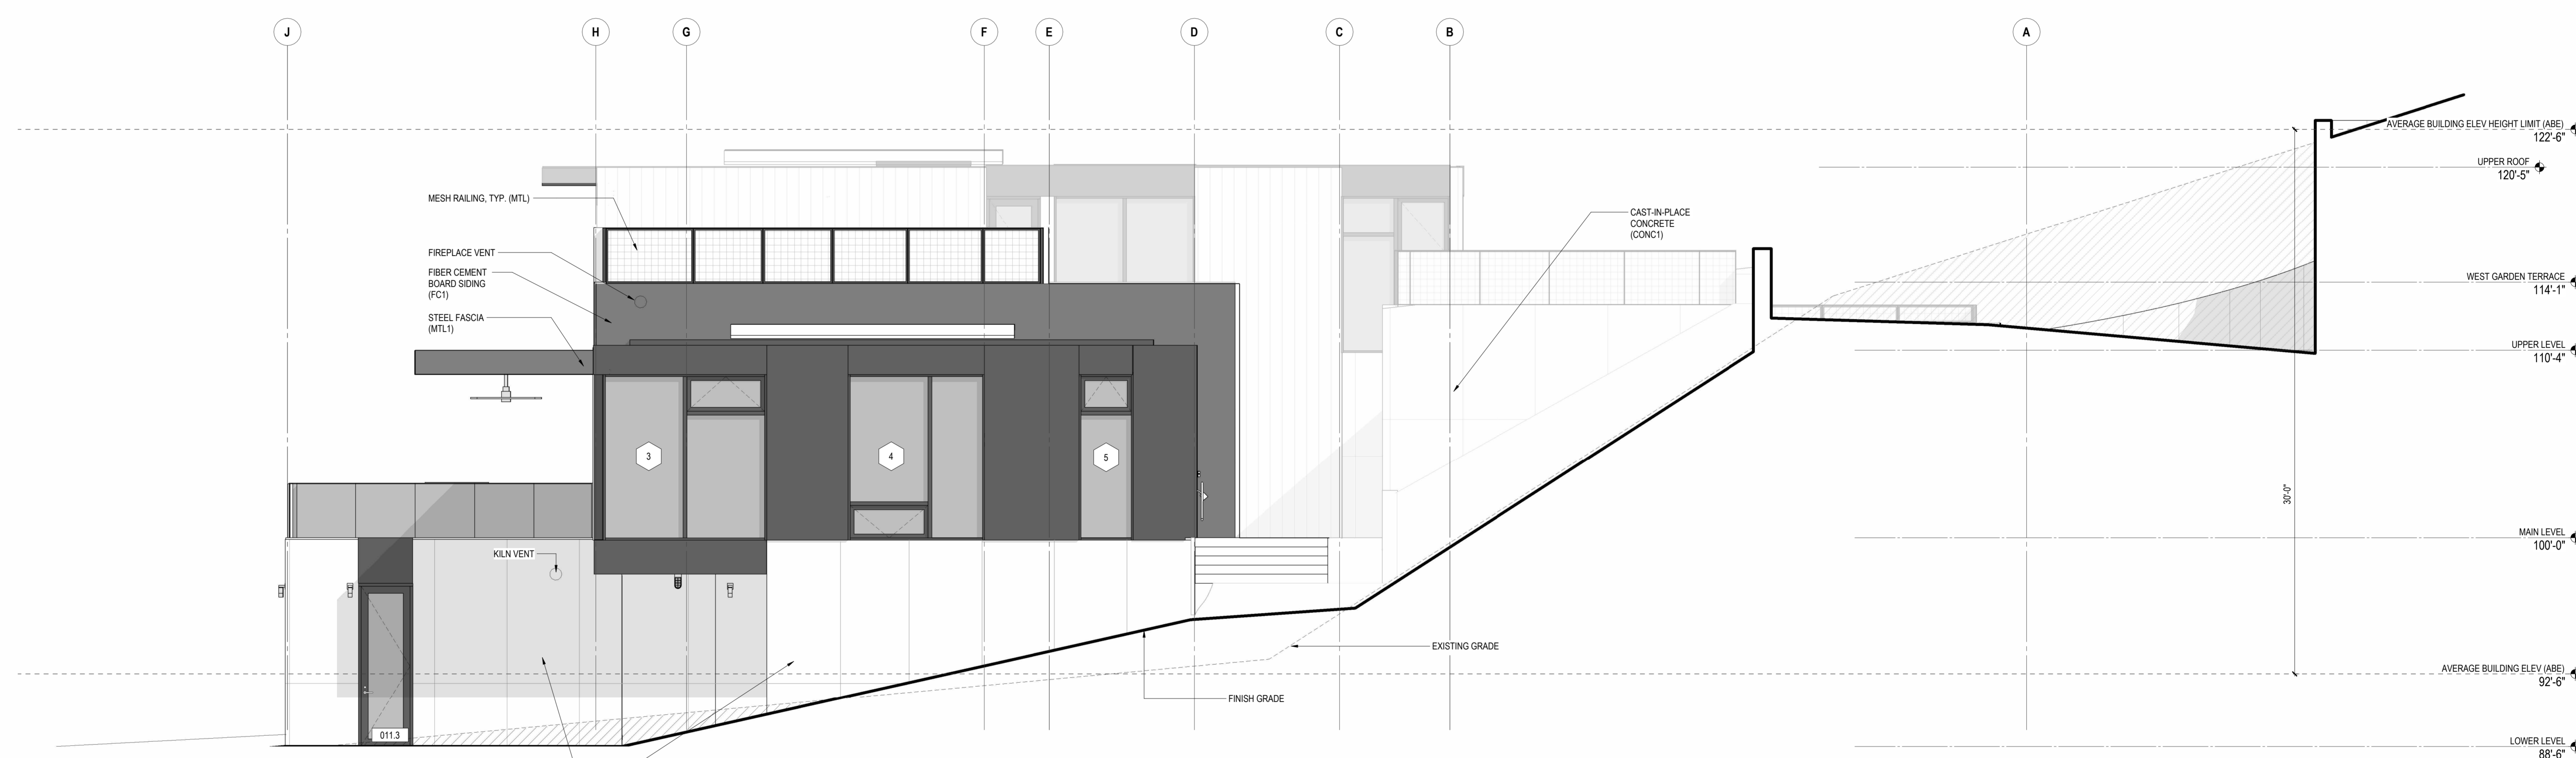 J
H
G
F
E
D
C
B
A
AVERAGE BUILDING ELEV HEIGHT LIMIT (ABE)
122'-6"
UPPER ROOF
120'-5"
MESH RAILING, TYP. (MTL)
CAST-IN-PLACE
CONCRETE
(CONC1)
FIREPLACE VENT
FIBER CEMENT
BOARD SIDING
(FC1)
WEST GARDEN TERRACE
114'-1"
STEEL FASCIA
(MTL1)
UPPER LEVEL
110'-4"
3
4
5
30'-0"
MAIN LEVEL
100'-0"
KILN VENT
EXISTING GRADE
AVERAGE BUILDING ELEV (ABE)
92'-6"
FINISH GRADE
011.3
LOWER LEVEL
88'-6"